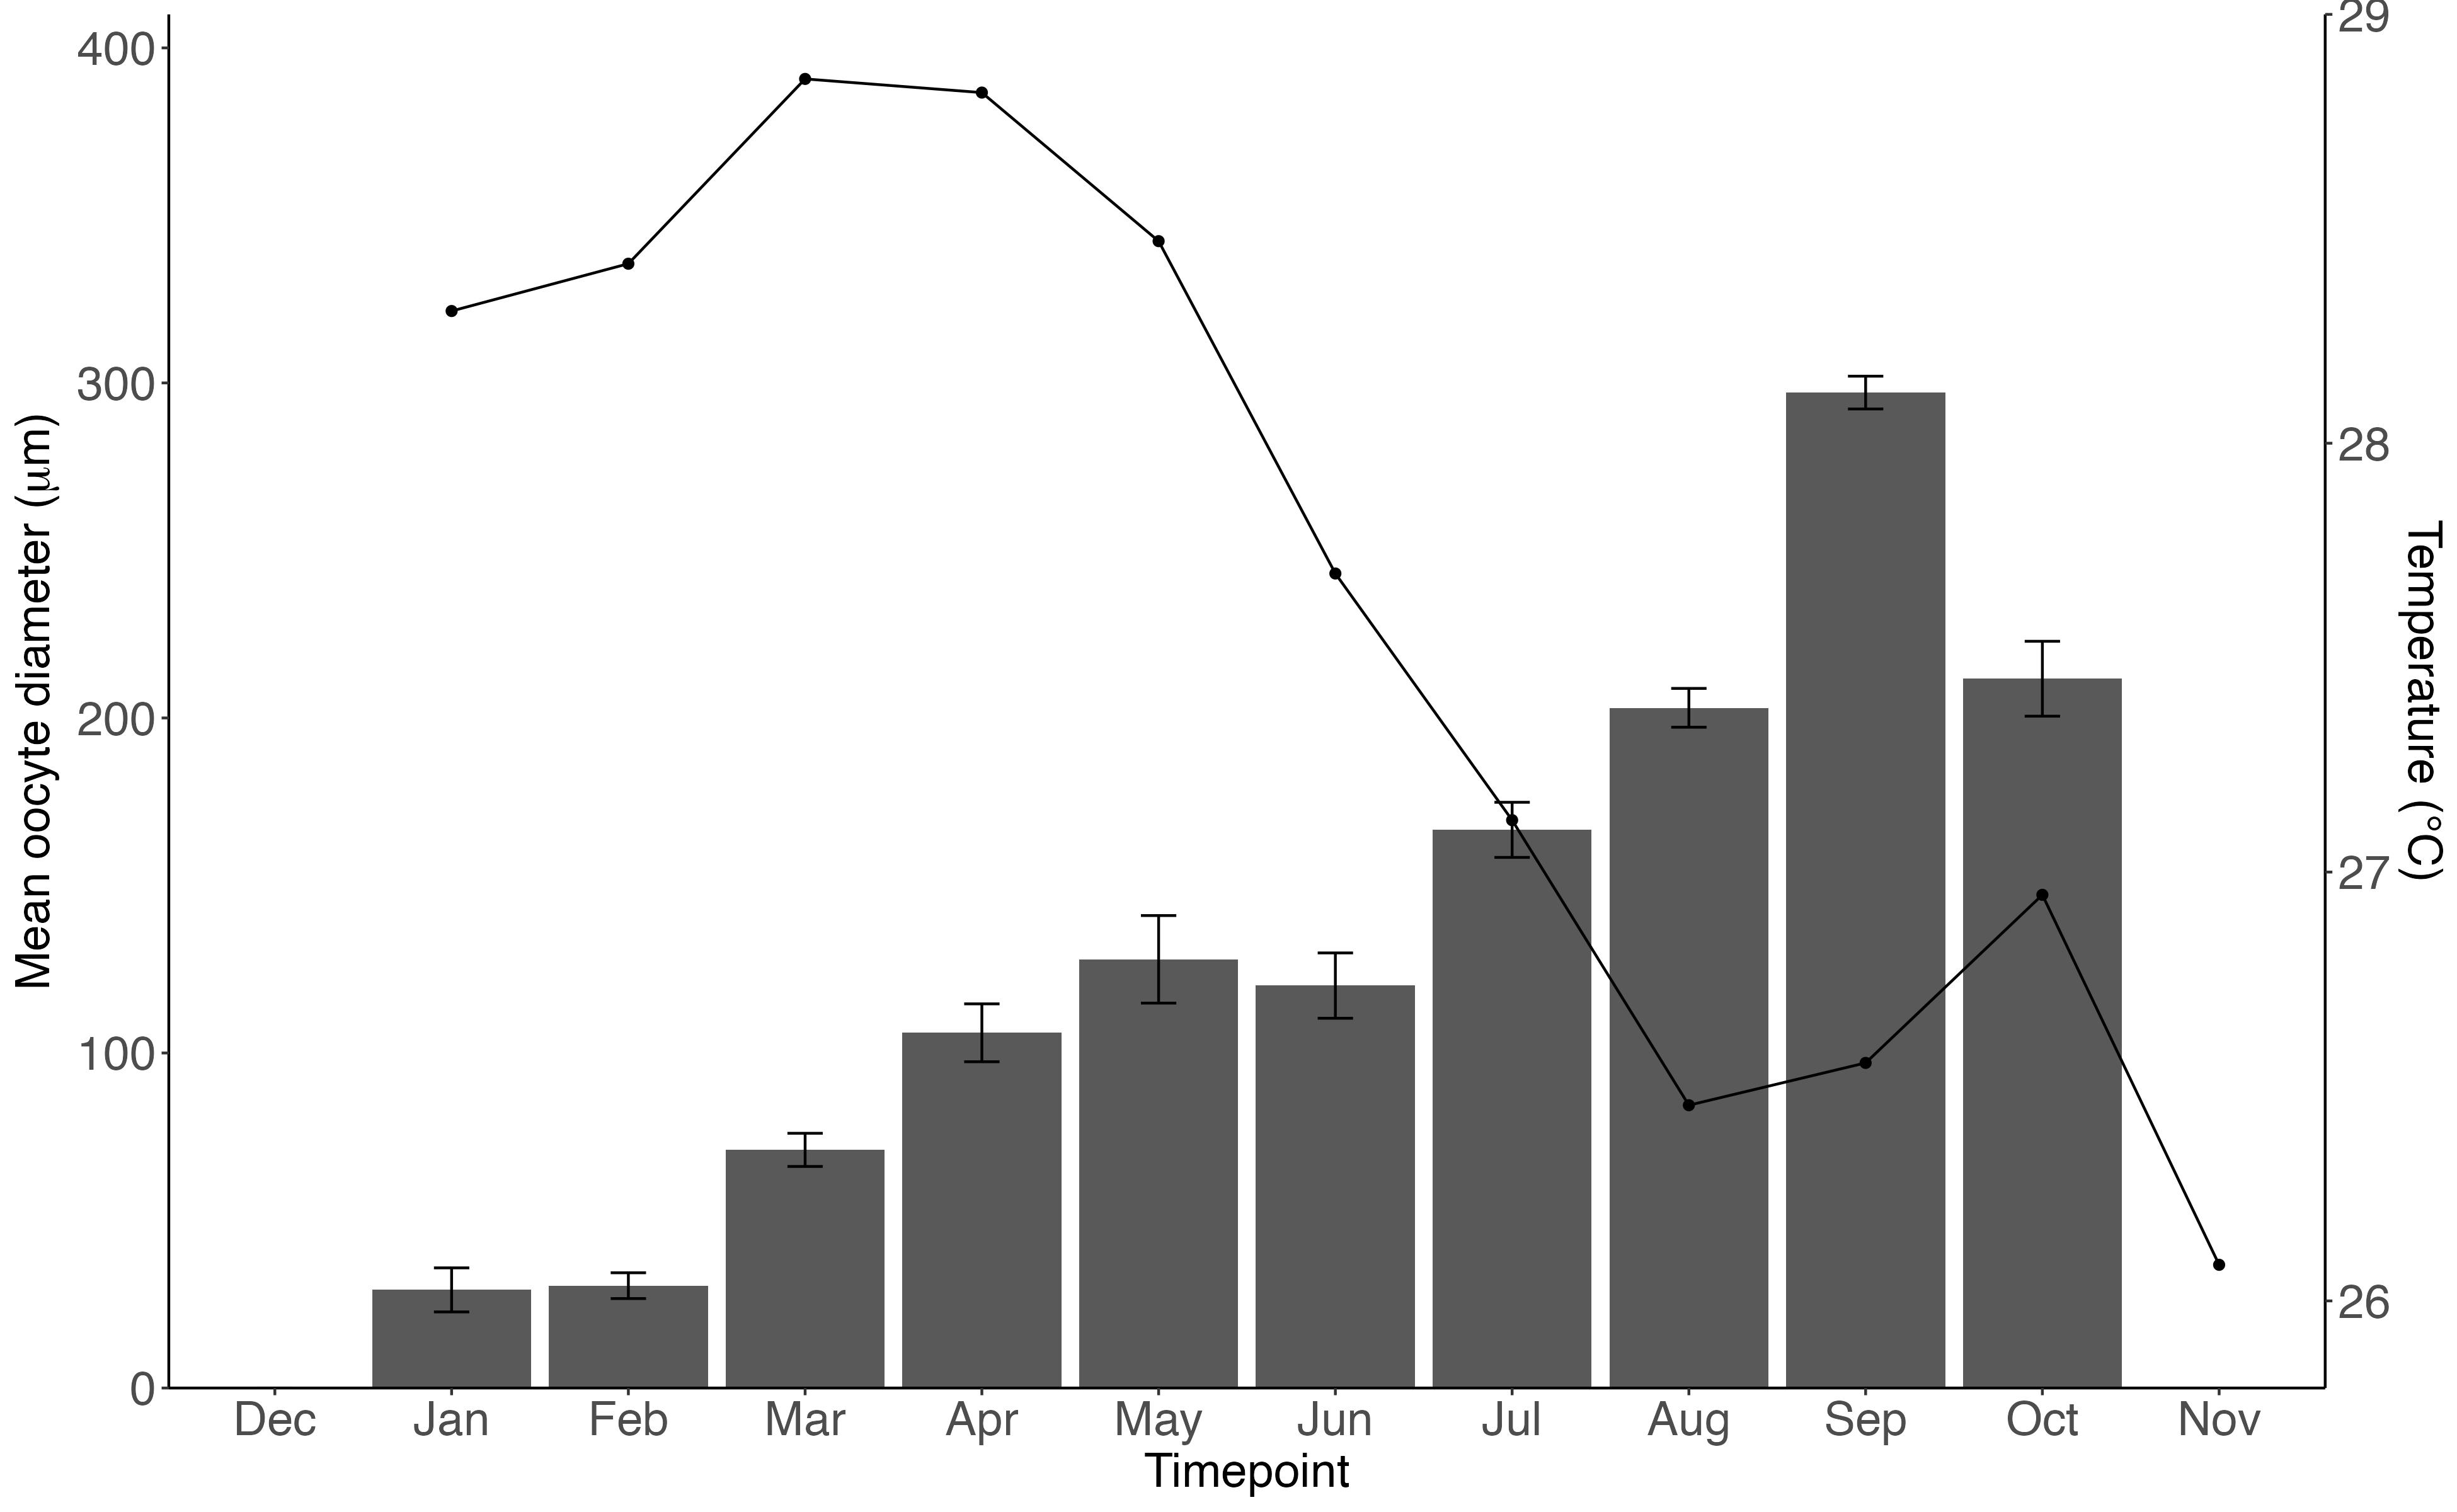 Mean oocyte diameter (μm)
400
300
200
100
0
Dec Jan Feb Mar Apr May Jun Jul Aug Sep Oct Nov
Timepoint
29
28
27
26
Temperature (°C)